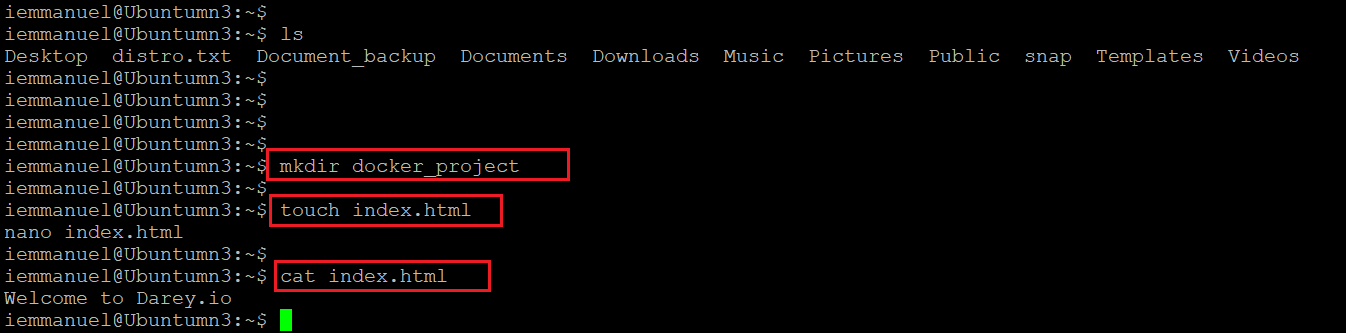 iemmanuel@Ubuntumn3:~$
iemmanuel@Ubuntumn3:~$ ls
Desktop distro.txt Document_backup Documents Downloads Music Pictures Public snap Templates Videos
iemmanuel@Ubuntumn3:~$
iemmanuel@Ubuntumn3:~$
iemmanuel@Ubuntumn3:~$
iemmanuel@Ubuntumn3:~$
iemmanuel@Ubuntumn3:~$ mkdir docker_project
iemmanuel@Ubuntumn3:~$
iemmanuel@Ubuntumn3:~$ touch index.html
nano index.html
iemmanuel@Ubuntumn3:~$
iemmanuel@Ubuntumn3:~$ cat index.html
Welcome to Darey.io
iemmanuel@Ubuntumn3:~$